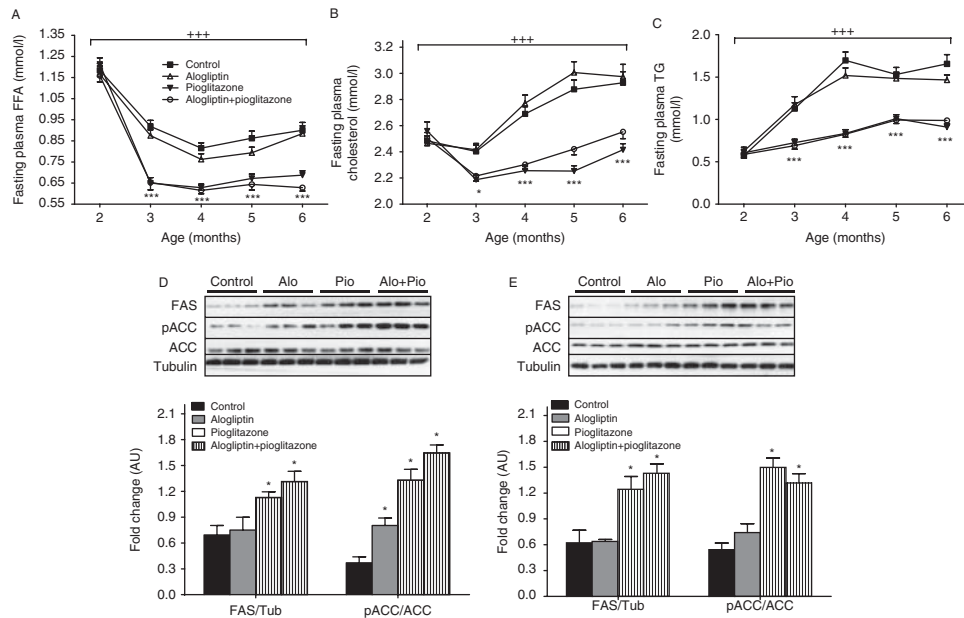 A
Fasting plasma FFA (mmol/l)
1.35
1.25
1.15
1.05
0.95
0.85
0.75
0.65
0.55
+++
Control
Alogliptin
Pioglitazone
Alogliptin+pioglitazone
*** *** *** ***
2 3 4 5 6
Age (months)
B
Fasting plasma
cholesterol (mmol/l)
3.2
3.0
2.8
2.6
2.4
2.2
2.0
+++
* *** *** ***
2 3 4 5 6
Age (months)
C
Fasting plasma TG
(mmol/l)
2.0
1.5
1.0
0.5
0.0
+++
*** *** *** ***
2 3 4 5 6
Age (months)
D
Control Alo Pio Alo+Pio
FAS
pACC
ACC
Tubulin
Control
Alogliptin
Pioglitazone
Alogliptin+pioglitazone
Fold change (AU)
2.1
1.8
1.5
1.2
0.9
0.6
0.3
0.0
* * * * *
FAS/Tub pACC/ACC
E
Control Alo Pio Alo+Pio
FAS
pACC
ACC
Tubulin
Control
Alogliptin
Pioglitazone
Alogliptin+pioglitazone
Fold change (AU)
2.1
1.8
1.5
1.2
0.9
0.6
0.3
0.0
* * * *
FAS/Tub pACC/ACC